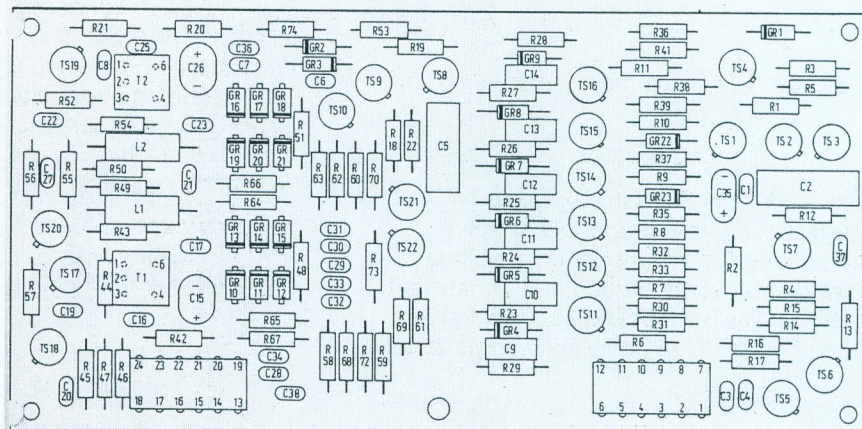 R21 R20 R74 R53 R28 R36 GR1
C25 C36 GR2 R19 R41
TS19 C8 1 6 C26 C7 GR3 GR9 R11 TS4 R3
2 T2 C6 TS9 TS8 C14 TS16 R38 R5
R52 3 4 GR16 GR17 GR18 TS10 R27 R39 R1
C22 R54 C23 R51 R18 R22 C5 GR8 C13 TS15 R10
L2 GR19 GR20 GR21 R26 GR22 TS1 TS2 TS3
R56 C27 R55 R50 C21 R66 R63 R62 R60 R70 GR7 R37
R49 R64 C12 TS14 R9 C35 C1 C2
L1 TS21 R25 GR23
TS20 R43 GR13 GR14 GR15 C31 GR6 TS13 R35 R12
C17 C30 TS22 C11 R8 TS7 C37
R57 TS17 R44 1 6 R48 C29 R73 R24 R32 R2
2 T1 C15 GR10 GR11 GR12 C33 GR5 TS12 R33
3 4 C32 C10 R7 R4
C19 C16 R65 R69 R61 R23 TS11 R30 R15 R13
TS18 R42 R67 GR4 R31 R14
C34 R58 R68 R72 R59 C9 R6 R16
C20 R45 R47 R46 24 23 22 21 20 19 C28 R29 12 11 10 9 8 7 R17 TS6
18 17 16 15 14 13 C38 6 5 4 3 2 1 C3 C4 TS5